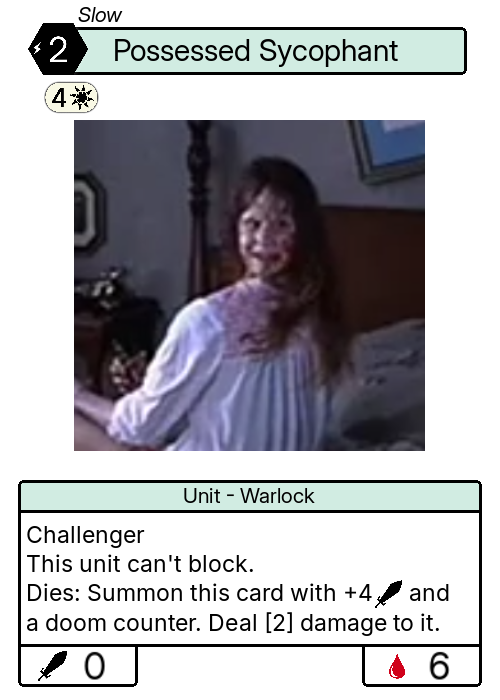 Slow
2 Possessed Sycophant
4
Unit - Warlock
Challenger
This unit can't block.
Dies: Summon this card with +4 and
a doom counter. Deal [2] damage to it.
0 6